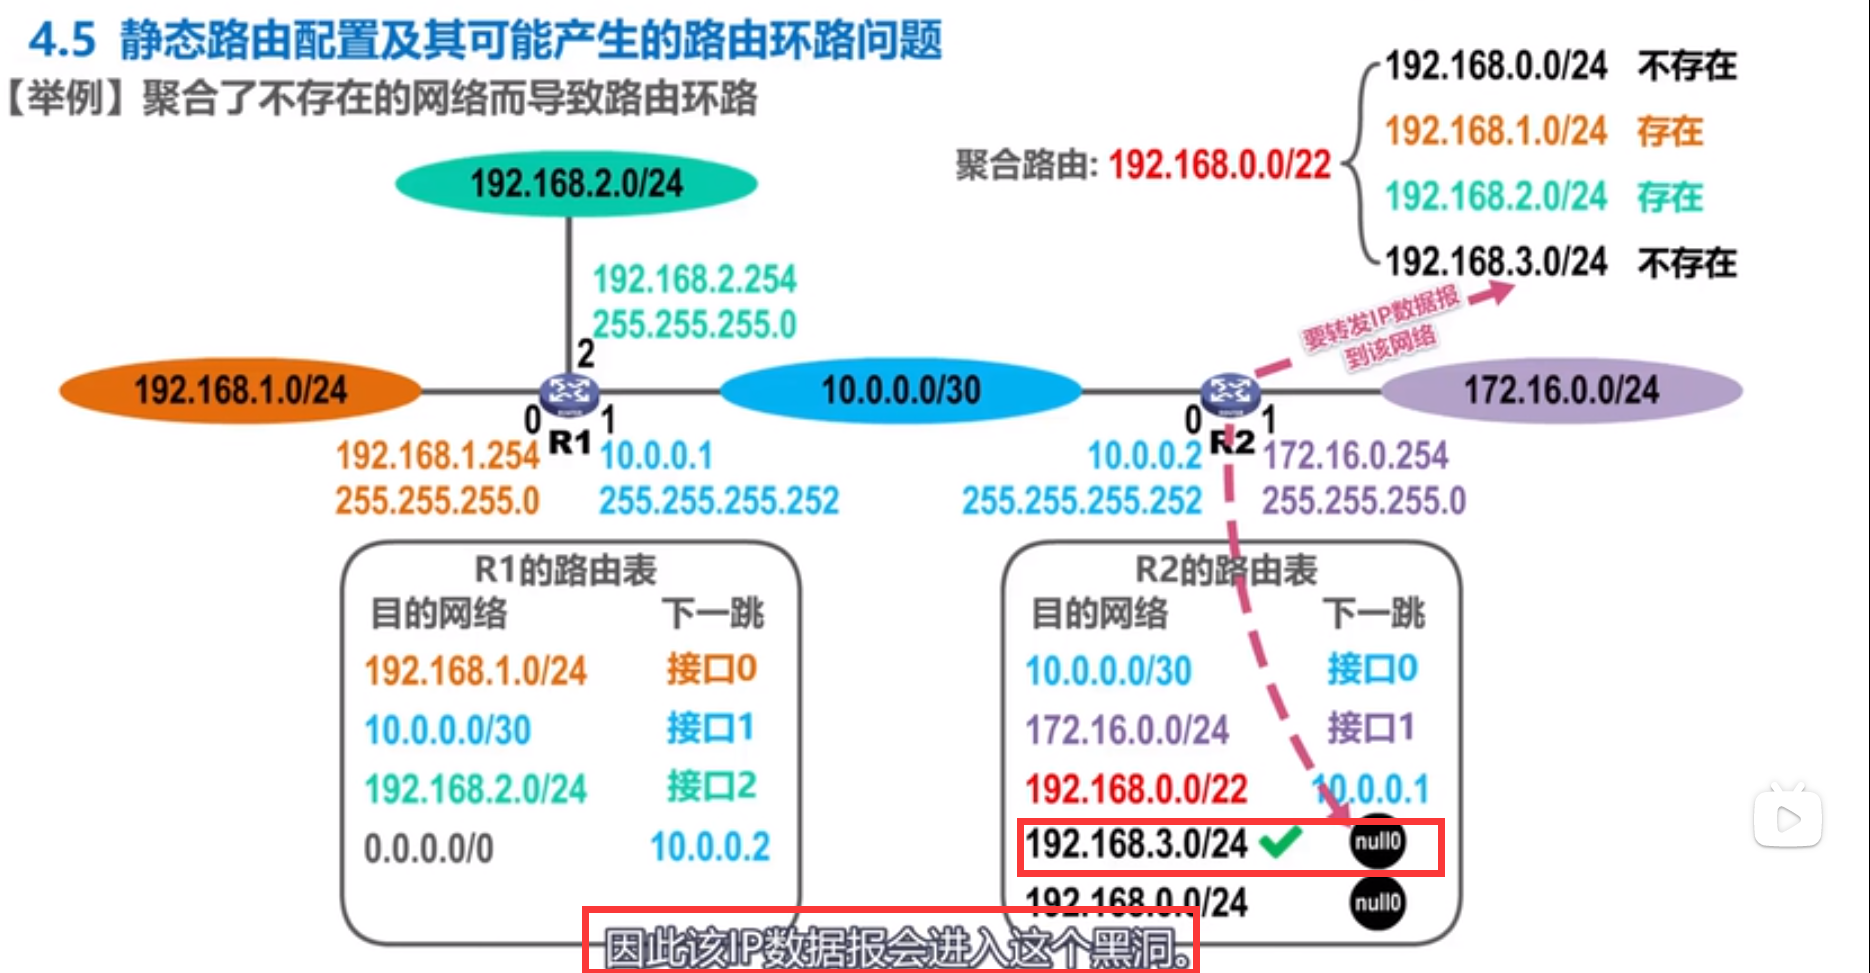 4.5 静态路由配置及其可能产生的路由环路问题
【举例】聚合了不存在的网络而导致路由环路
聚合路由: 192.168.0.0/22
192.168.0.0/24 不存在
192.168.1.0/24 存在
192.168.2.0/24 存在
192.168.3.0/24 不存在
要转发IP数据报
到该网络
192.168.2.0/24
192.168.2.254
255.255.255.0
2
192.168.1.0/24
10.0.0.0/30
172.16.0.0/24
0
R1
1
0
R2
1
192.168.1.254
255.255.255.0
10.0.0.1
255.255.255.252
10.0.0.2
255.255.255.252
172.16.0.254
255.255.255.0
R1的路由表
目的网络 下一跳
192.168.1.0/24 接口0
10.0.0.0/30 接口1
192.168.2.0/24 接口2
0.0.0.0/0 10.0.0.2
R2的路由表
目的网络 下一跳
10.0.0.0/30 接口0
172.16.0.0/24 接口1
192.168.0.0/22 10.0.0.1
192.168.3.0/24 null0
192.168.0.0/24 null0
因此该IP数据报会进入这个黑洞。